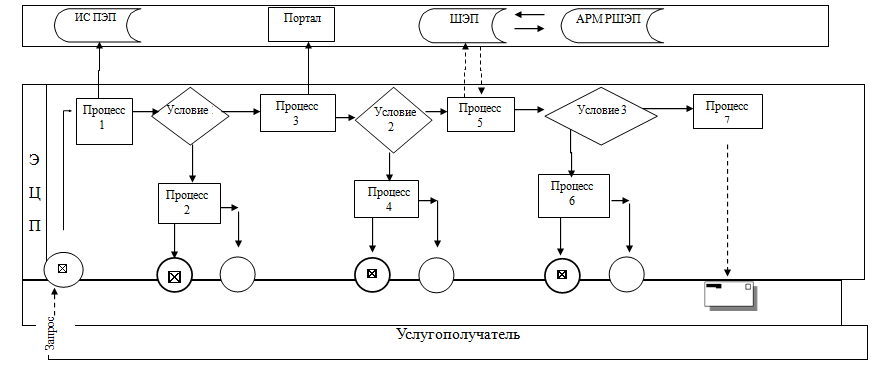 ИС ПЭП
Портал
ШЭП
АРМ РШЭП
Процесс
1
Условие .
Процесс
3
Условие
2
Процесс
5
Условие 3
Процесс
7
Э
Ц
П
Процесс
2
Процесс
4
Процесс
6
Запрос
Услугополучатель